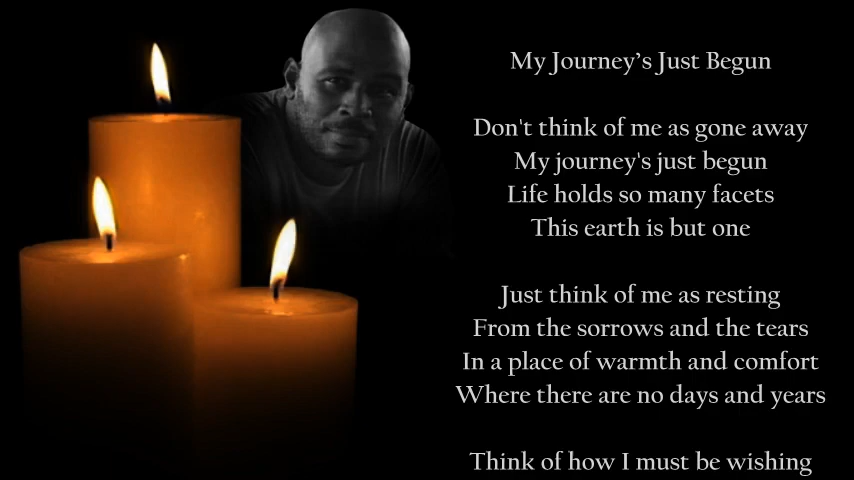 My Journey’s Just Begun
Don't think of me as gone away
My journey's just begun
Life holds so many facets
This earth is but one
Just think of me as resting
From the sorrows and the tears
In a place of warmth and comfort
Where there are no days and years
Think of how I must be wishing